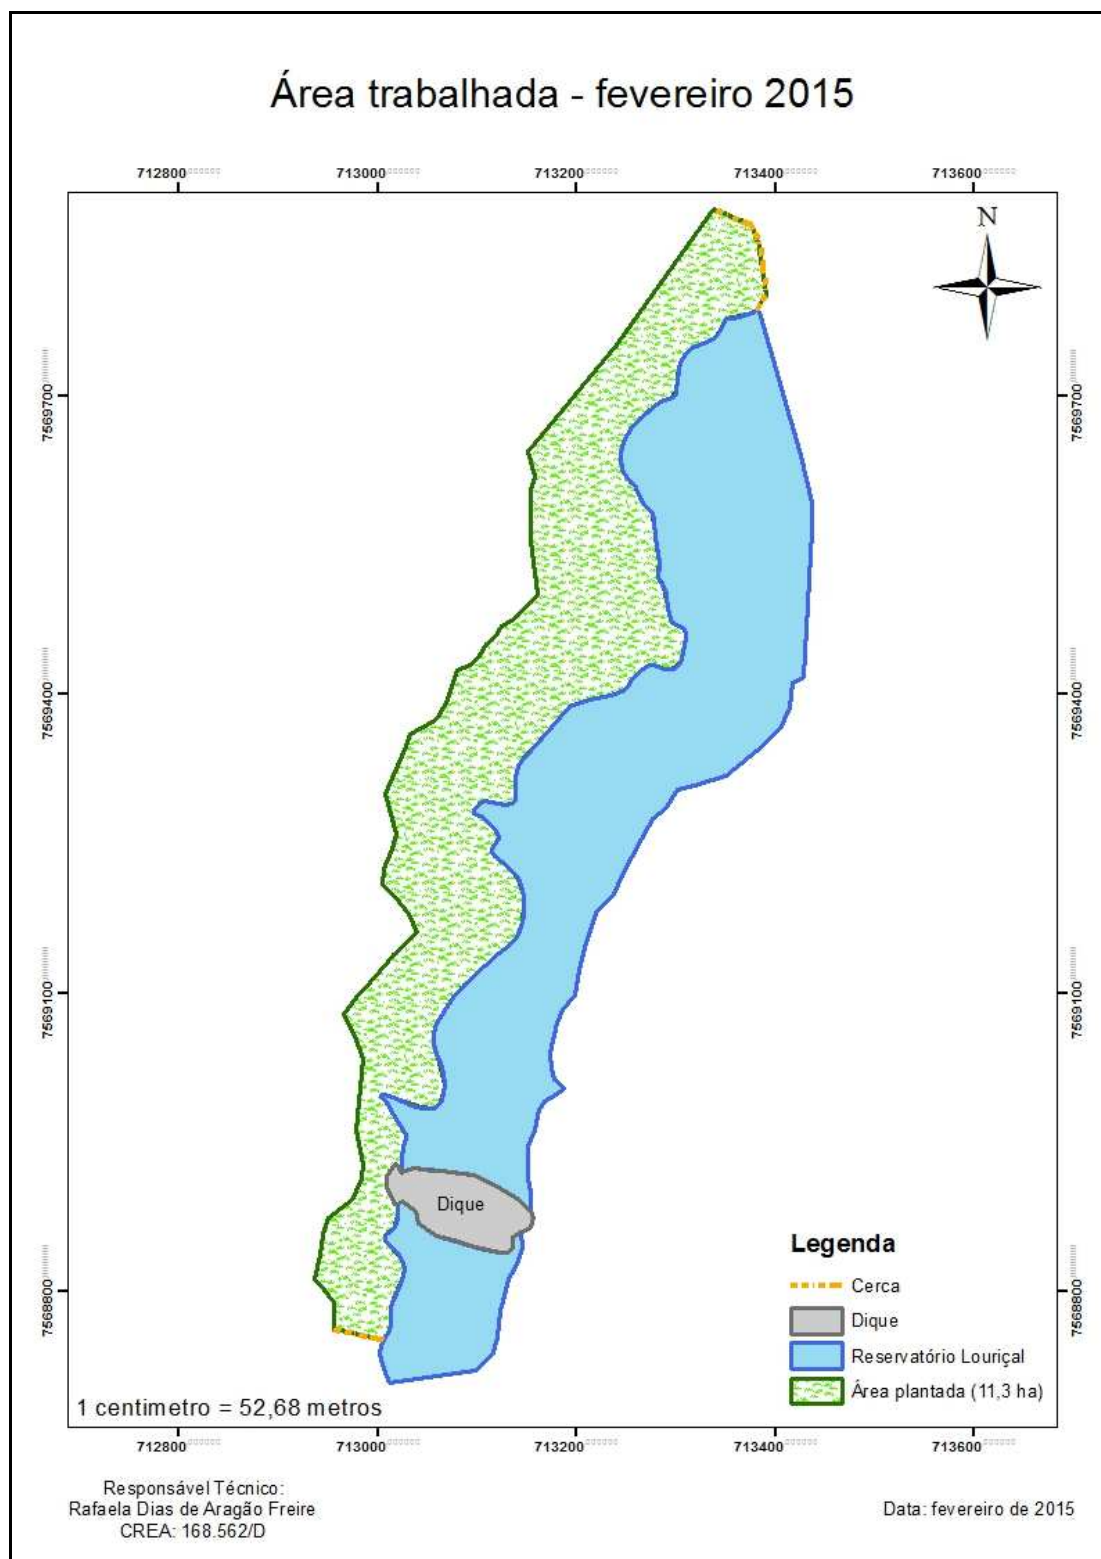 Área trabalhada - fevereiro 2015
712800 713000 713200 713400 713600
N
7569700 7569700
7569400 7569400
7569100 7569100
7568800 7568800
Dique
Legenda
Cerca
Dique
Reservatório Louriçal
Área plantada (11,3 ha)
1 centimetro = 52,68 metros
712800 713000 713200 713400 713600
Responsável Técnico:
Rafaela Dias de Aragão Freire
CREA: 168.562/D
Data: fevereiro de 2015